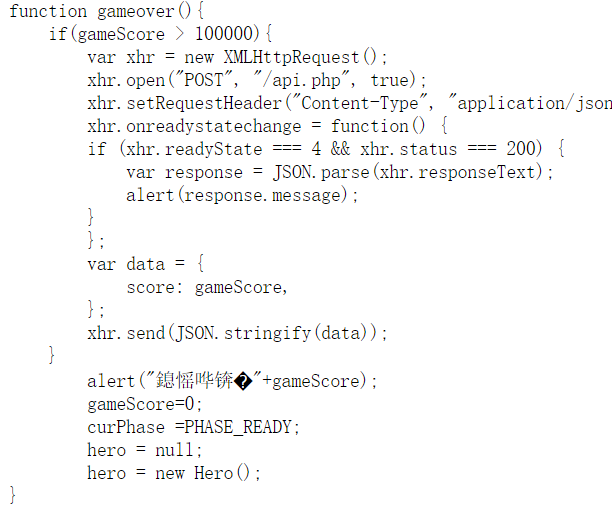 function gameover(){
if(gameScore > 100000){
var xhr = new XMLHttpRequest();
xhr.open("POST", "/api.php", true);
xhr.setRequestHeader("Content-Type", "application/json
xhr.onreadystatechange = function() {
if (xhr.readyState === 4 && xhr.status === 200) {
var response = JSON.parse(xhr.responseText);
alert(response.message);
}
};
var data = {
score: gameScore,
};
xhr.send(JSON.stringify(data));
}
alert("鎴愮哗锛�"+gameScore);
gameScore=0;
curPhase =PHASE_READY;
hero = null;
hero = new Hero();
}